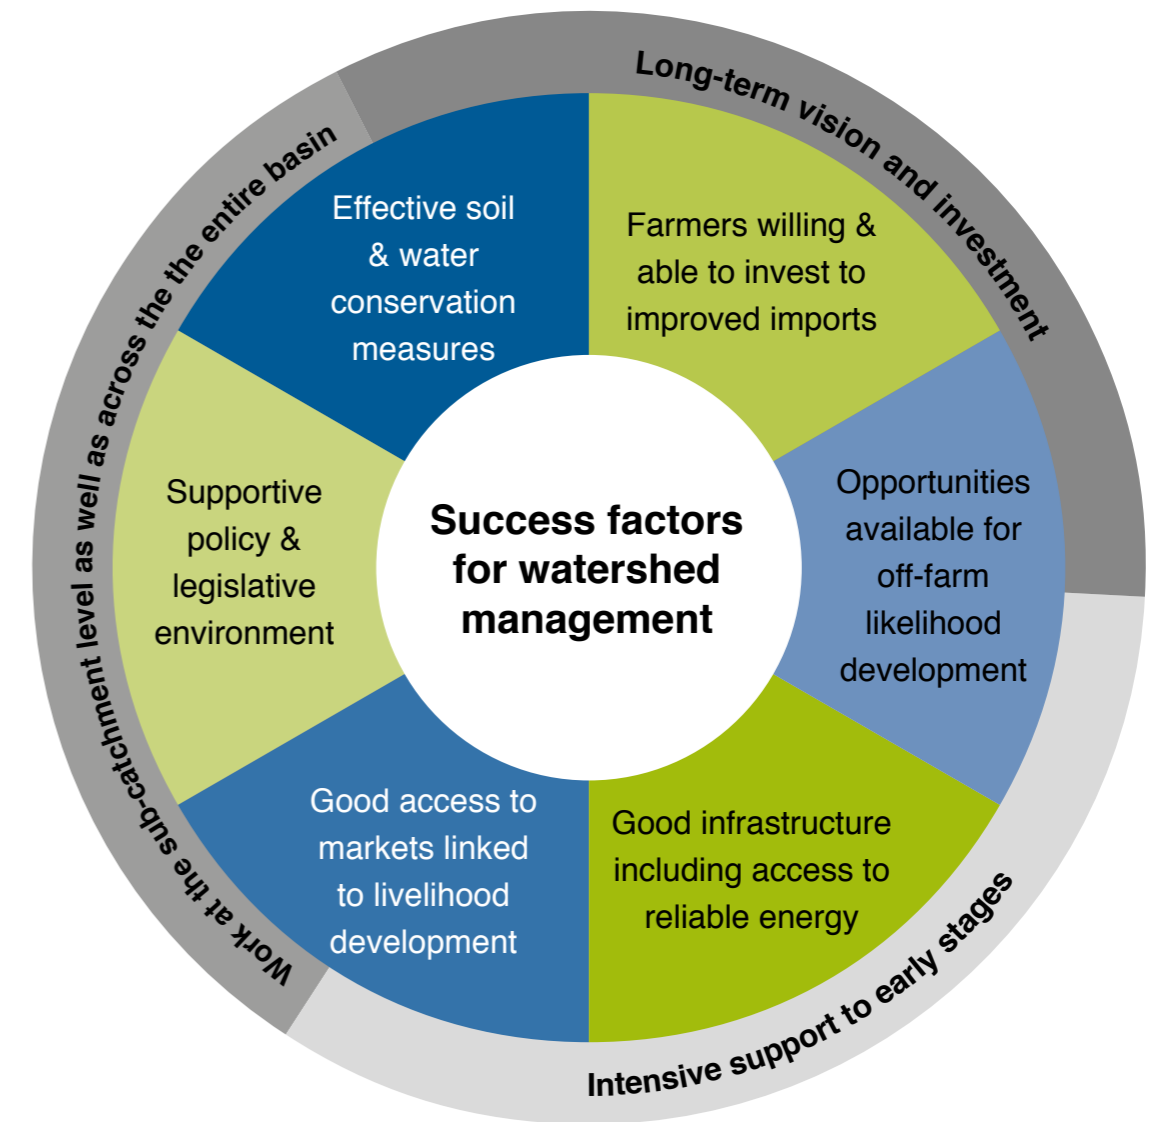 Long-term vision and investment
Work at the sub-catchment level as well as across the the entire basin
Effective soil
& water
conservation
measures
Farmers willing &
able to invest to
improved imports
Supportive
policy &
legislative
environment
Success factors
for watershed
management
Opportunities
available for
off-farm
likelihood
development
Good access to
markets linked
to livelihood
development
Good infrastructure
including access to
reliable energy
Intensive support to early stages